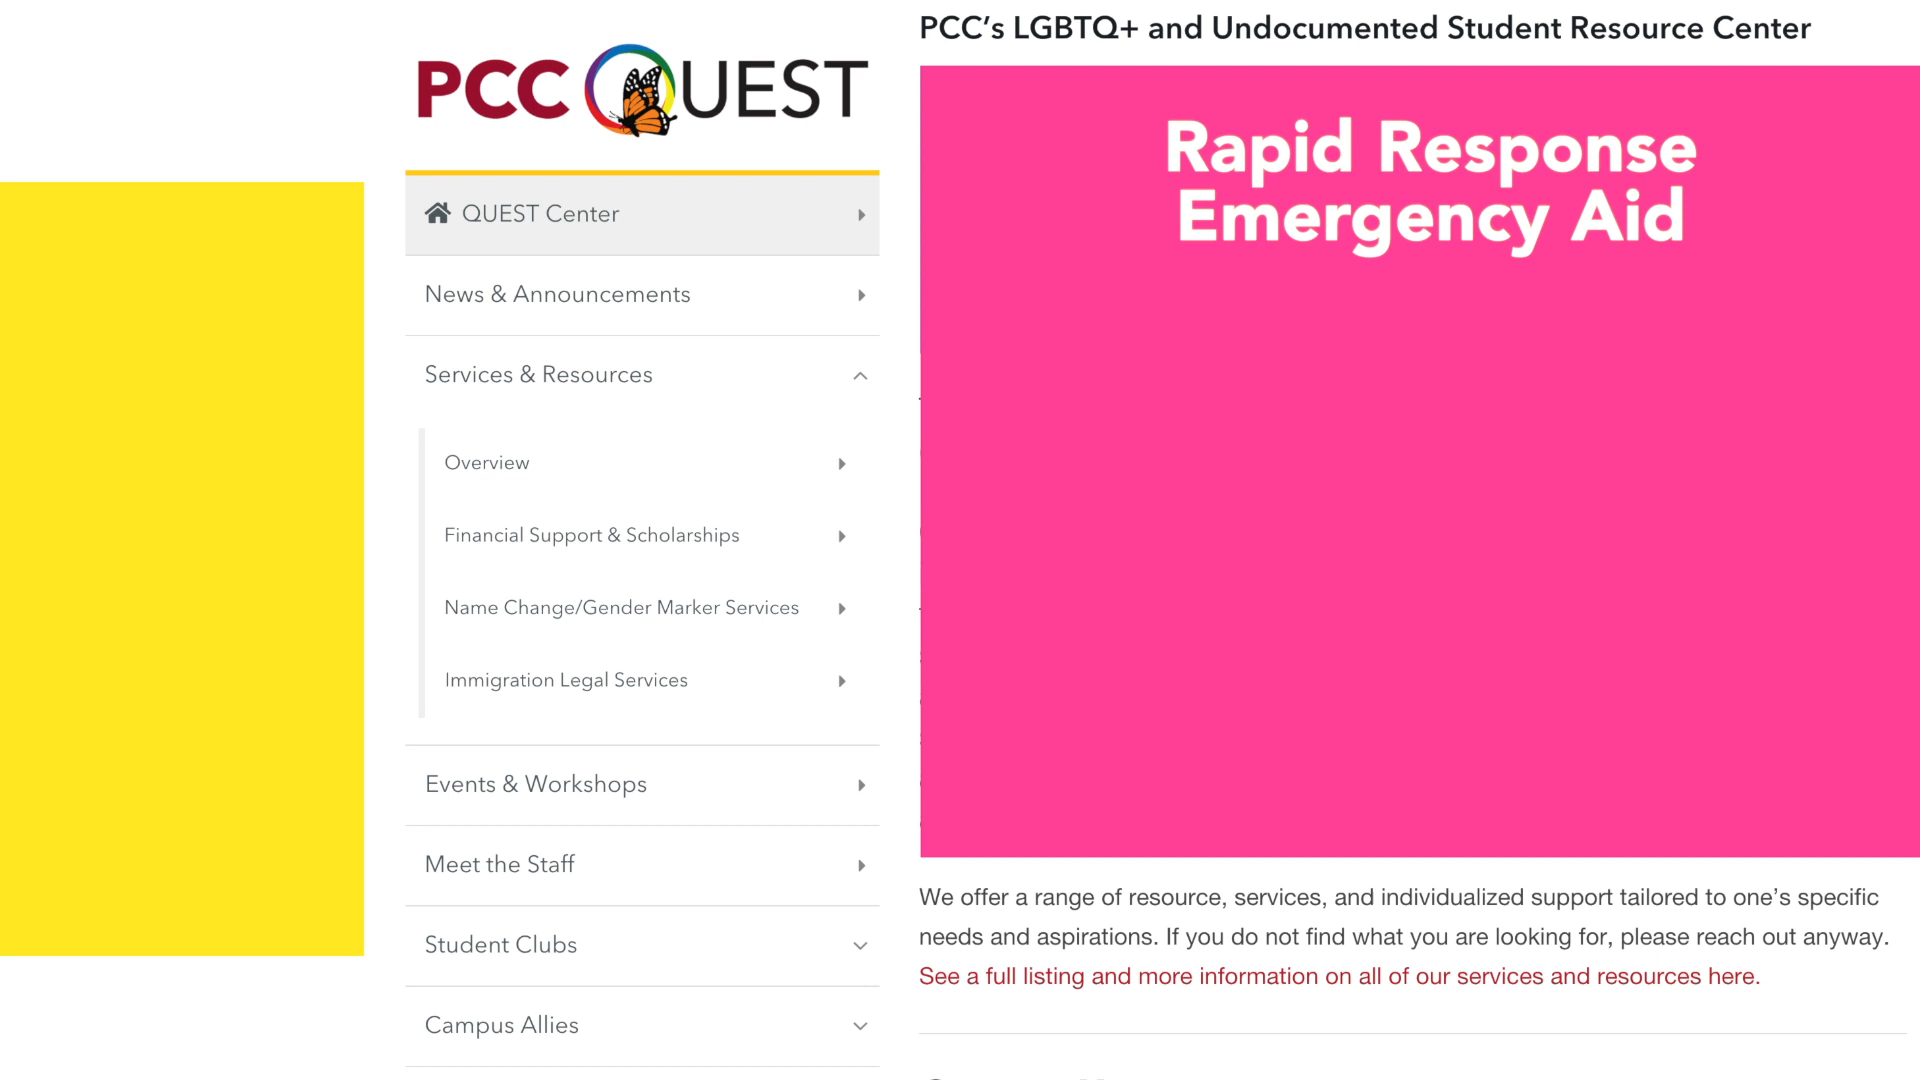 PCC QUEST
QUEST Center
News & Announcements
Services & Resources
Overview
Financial Support & Scholarships
Name Change/Gender Marker Services
Immigration Legal Services
Events & Workshops
Meet the Staff
Student Clubs
Campus Allies
PCC’s LGBTQ+ and Undocumented Student Resource Center
Rapid Response
Emergency Aid
We offer a range of resource, services, and individualized support tailored to one’s specific
needs and aspirations. If you do not find what you are looking for, please reach out anyway.
See a full listing and more information on all of our services and resources here.